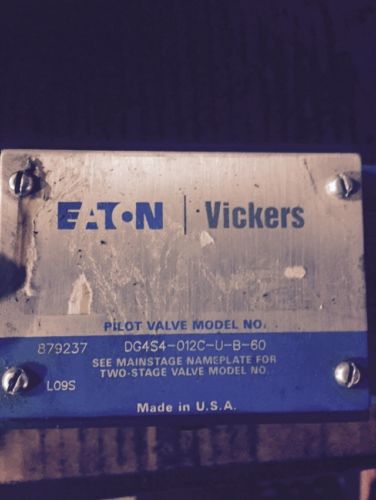 EATON | Vickers
PILOT VALVE MODEL NO.
879237 DG4S4-012C-U-B-60
SEE MAINSTAGE NAMEPLATE FOR
TWO-STAGE VALVE MODEL NO.
L09S
Made in U.S.A.